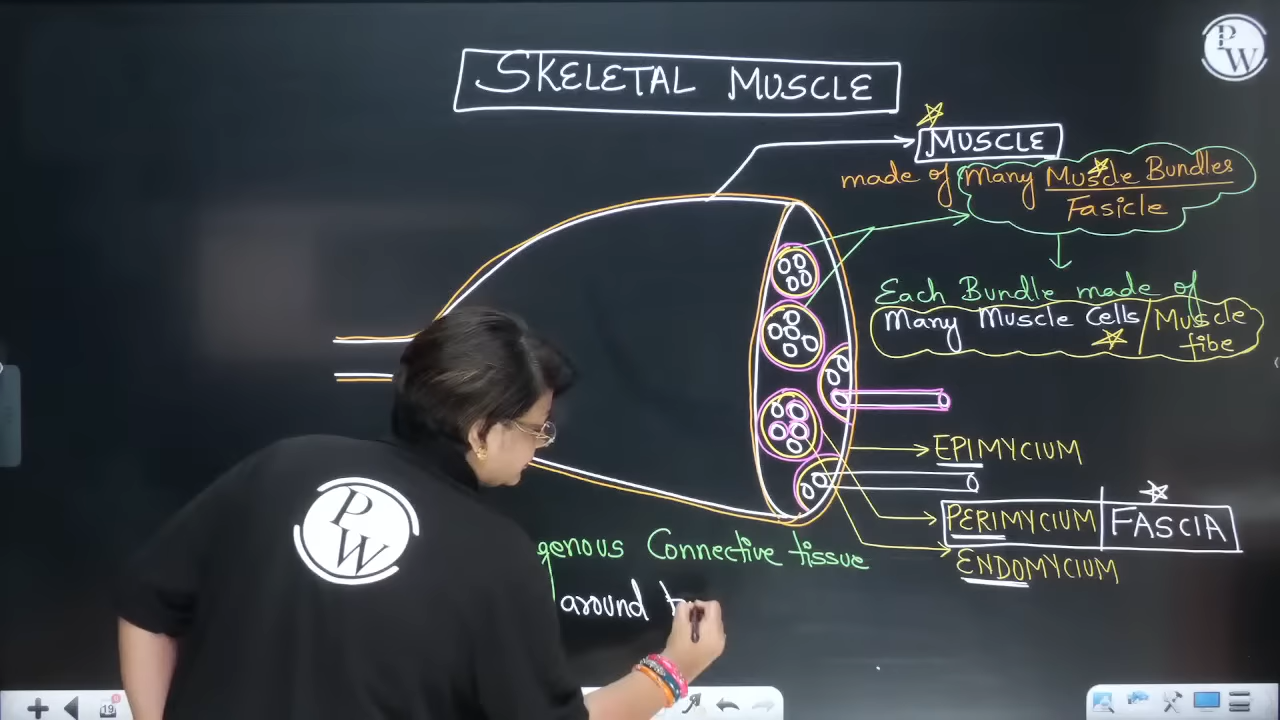 PW
SKELETAL MUSCLE
MUSCLE
made of Many Muscle Bundles
Fasicle
Each Bundle made of
Many Muscle Cells/Muscle
fibe
EPIMYCIUM
PERIMYCIUM FASCIA
ENDOMYCIUM
genous Connective tissue
around
PW
19